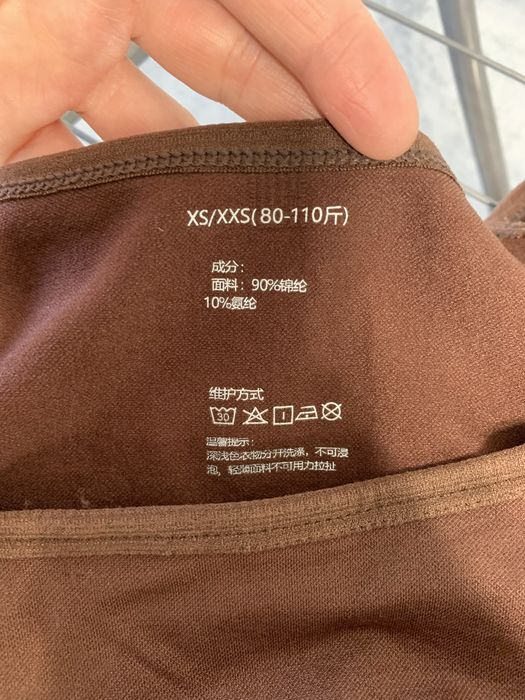 XS/XXS(80-110斤)
成分：
面料：90%锦纶
10%氨纶
维护方式
30
温馨提示：
深浅色衣物分开洗涤，不可浸
泡，轻薄面料不可用力拉扯